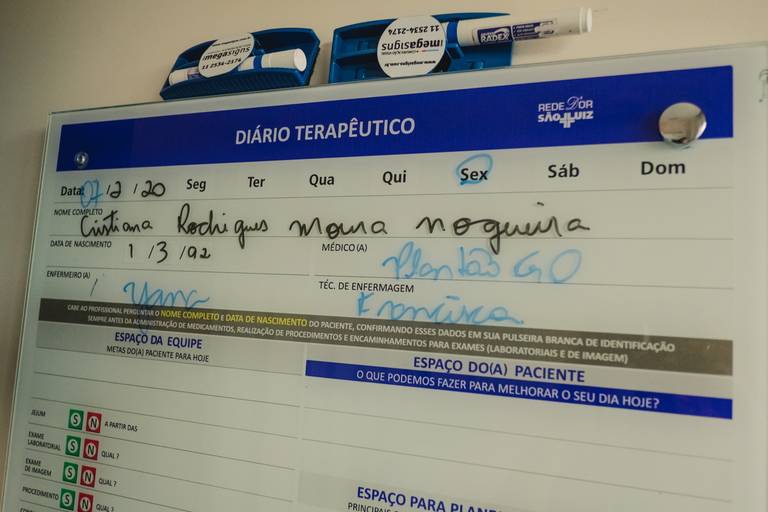 imegasigns
11 2534-2174
www.imegasigns.com.br
11 2534-2174
imegasigns
RADEX
DIÁRIO TERAPÊUTICO
REDE D'OR
SÃO LUIZ
Data: 07/2/20 Seg Ter Qua Qui Sex Sáb Dom
NOME COMPLETO Cristiana Rodrigues Moura Nogueira
DATA DE NASCIMENTO 1/3/92 MÉDICO(A) Plantão GO
ENFERMEIRO(A) Yana TÉC. DE ENFERMAGEM Francisca
CABE AO PROFISSIONAL PERGUNTAR O NOME COMPLETO E DATA DE NASCIMENTO DO PACIENTE, CONFIRMANDO ESSES DADOS EM SUA PULSEIRA BRANCA DE IDENTIFICAÇÃO
SEMPRE ANTES DA ADMINISTRAÇÃO DE MEDICAMENTOS, REALIZAÇÃO DE PROCEDIMENTOS E ENCAMINHAMENTOS PARA EXAMES (LABORATORIAIS E DE IMAGEM)
ESPAÇO DA EQUIPE
METAS DO(A) PACIENTE PARA HOJE
ESPAÇO DO(A) PACIENTE
O QUE PODEMOS FAZER PARA MELHORAR O SEU DIA HOJE?
JEJUM S N A PARTIR DAS
EXAME LABORATORIAL S N QUAL?
EXAME DE IMAGEM S N QUAL?
PROCEDIMENTO S N QUAL?
ESPAÇO PARA